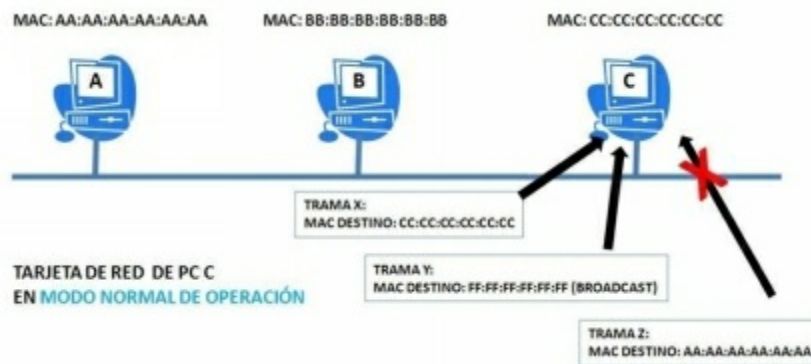 MAC: AA:AA:AA:AA:AA:AA
MAC: BB:BB:BB:BB:BB:BB
MAC: CC:CC:CC:CC:CC:CC
A
B
C
TRAMA X:
MAC DESTINO: CC:CC:CC:CC:CC:CC
TRAMA Y:
MAC DESTINO: FF:FF:FF:FF:FF:FF (BROADCAST)
TARJETA DE RED DE PC C
EN MODO NORMAL DE OPERACIÓN
TRAMA Z:
MAC DESTINO: AA:AA:AA:AA:AA:AA